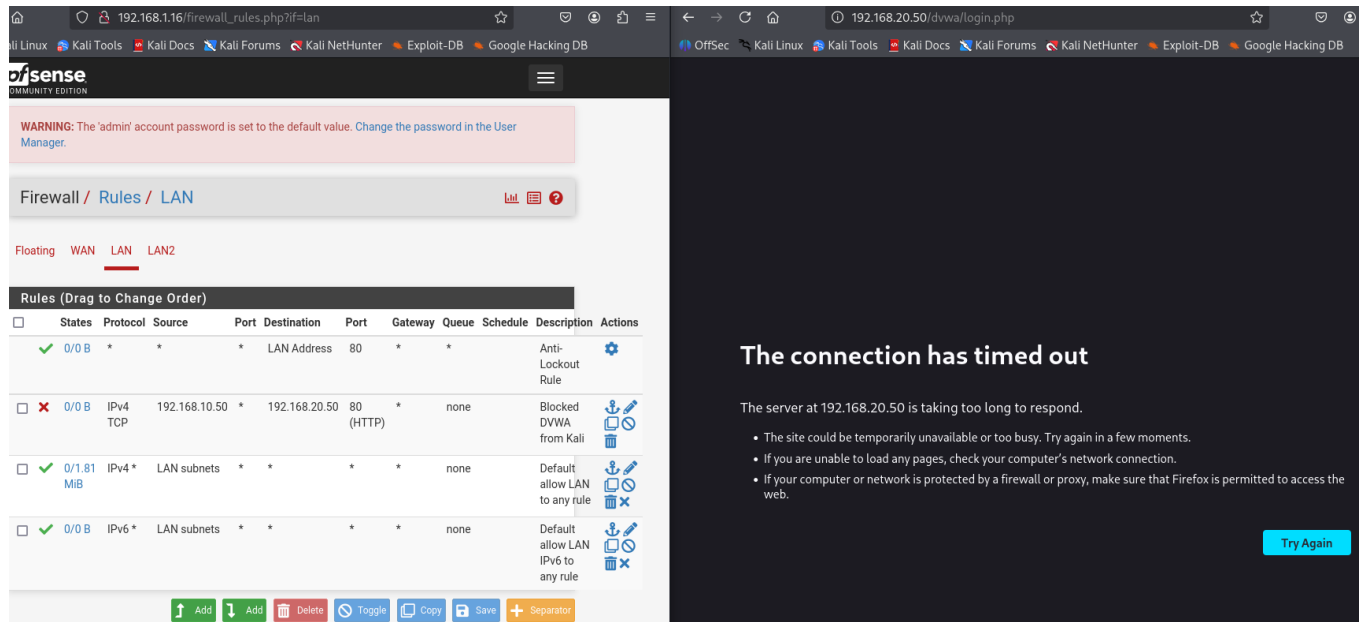 192.168.1.16/firewall_rules.php?if=lan
ali Linux Kali Tools Kali Docs Kali Forums Kali NetHunter Exploit-DB Google Hacking DB
pfsense
COMMUNITY EDITION
WARNING: The 'admin' account password is set to the default value. Change the password in the User
Manager.
Firewall / Rules / LAN
Floating WAN LAN LAN2
Rules (Drag to Change Order)
States Protocol Source Port Destination Port Gateway Queue Schedule Description Actions
0/0 B * * * LAN Address 80 * * Anti-
Lockout
Rule
0/0 B IPv4 192.168.10.50 * 192.168.20.50 80 * none Blocked
TCP (HTTP) DVWA
from Kali
0/1.81 IPv4 * LAN subnets * * * * none Default
MiB allow LAN
to any rule
0/0 B IPv6 * LAN subnets * * * * none Default
allow LAN
IPv6 to
any rule
Add Add Delete Toggle Copy Save Separator
192.168.20.50/dvwa/login.php
OffSec Kali Linux Kali Tools Kali Docs Kali Forums Kali NetHunter Exploit-DB Google Hacking DB
The connection has timed out
The server at 192.168.20.50 is taking too long to respond.
• The site could be temporarily unavailable or too busy. Try again in a few moments.
• If you are unable to load any pages, check your computer's network connection.
• If your computer or network is protected by a firewall or proxy, make sure that Firefox is permitted to access the
web.
Try Again